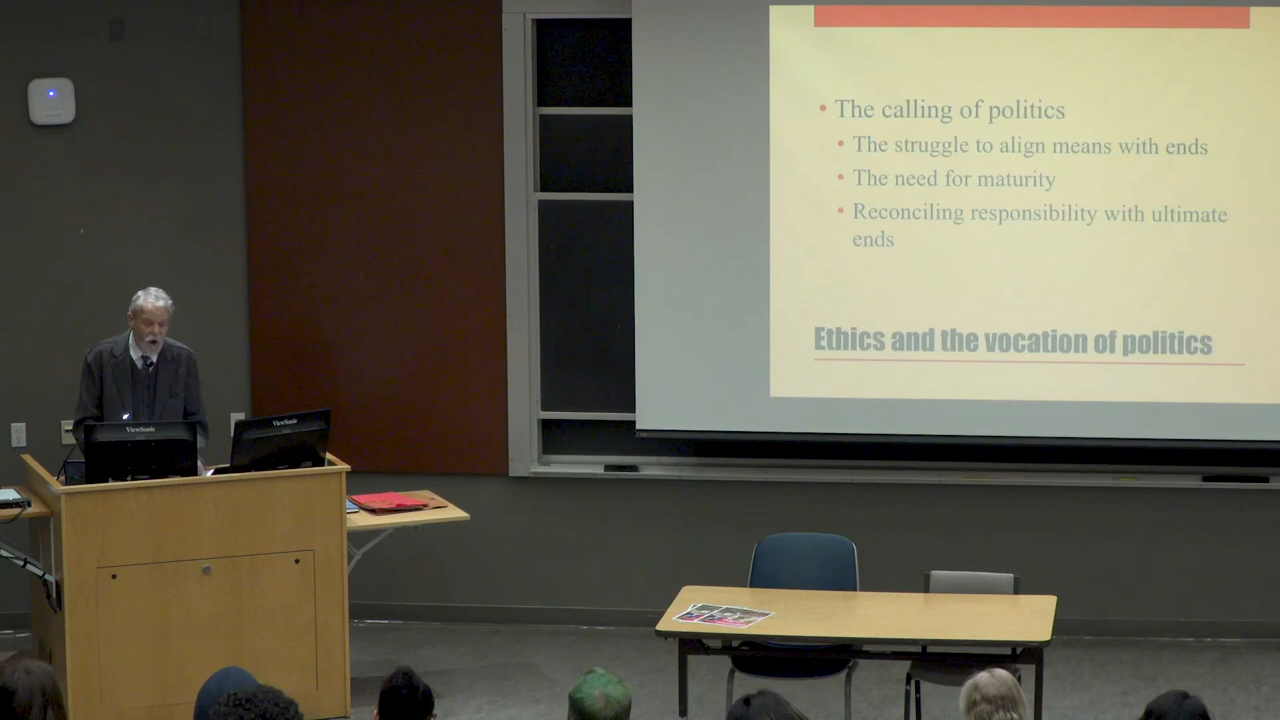 • The calling of politics
• The struggle to align means with ends
• The need for maturity
• Reconciling responsibility with ultimate
ends
Ethics and the vocation of politics
ViewSonic
ViewSonic